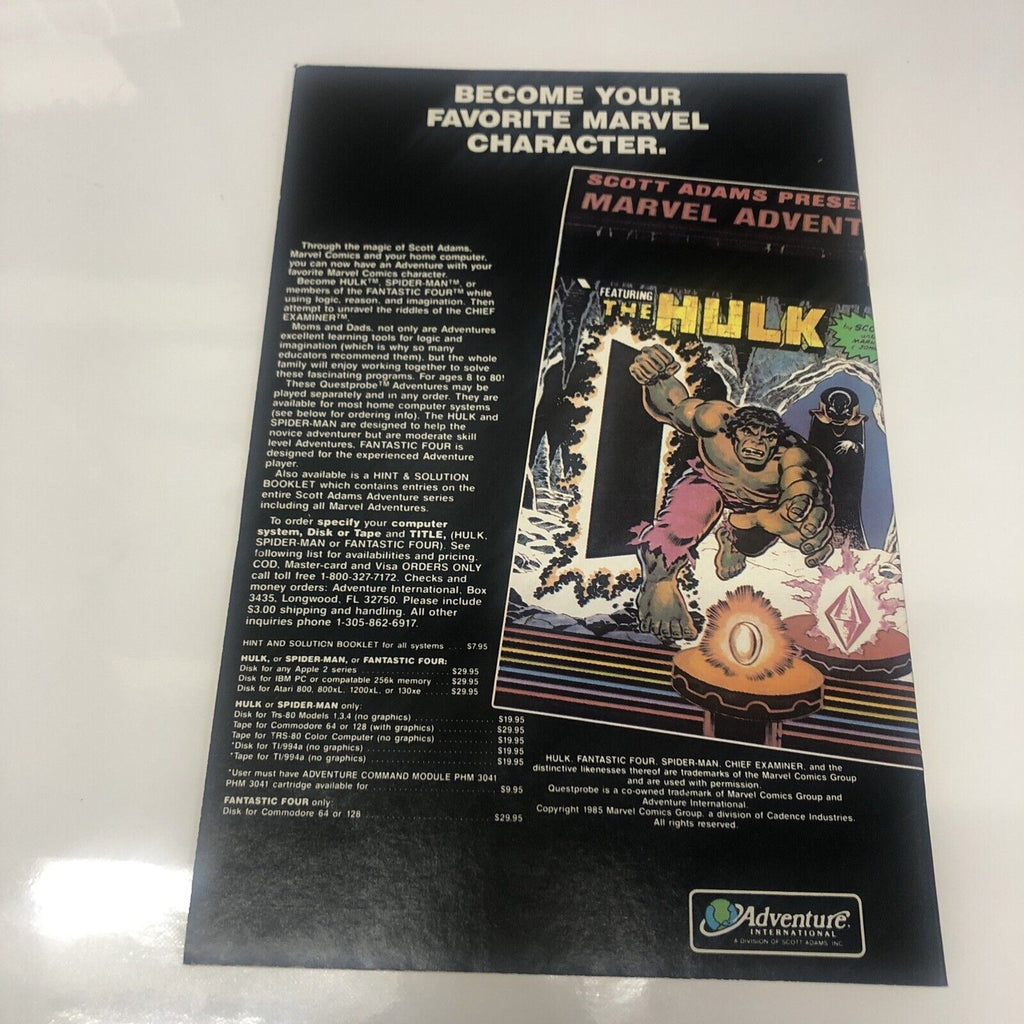 BECOME YOUR
FAVORITE MARVEL
CHARACTER.
SCOTT ADAMS PRESE
MARVEL ADVENT
FEATURING
THE HULK
by SCO
Through the magic of Scott Adams,
Marvel Comics and your home computer,
you can now have an Adventure with your
favorite Marvel Comics character.
Become HULK™, SPIDER-MAN™, or
members of the FANTASTIC FOUR™ while
using logic, reason, and imagination. Then
attempt to unravel the riddles of the CHIEF
EXAMINER™.
Moms and Dads, not only are Adventures
excellent learning tools for logic and
imagination (which is why so many
educators recommend them), but the whole
family will enjoy working together to solve
these fascinating programs. For ages 8 to 80!
These Questprobe™ Adventures may be
played separately and in any order. They are
available for most home computer systems
(see below for ordering info). The HULK and
SPIDER-MAN are designed to help the
novice adventurer but are moderate skill
level Adventures. FANTASTIC FOUR is
designed for the experienced Adventure
player.
Also available is a HINT & SOLUTION
BOOKLET which contains entries on the
entire Scott Adams Adventure series
including all Marvel Adventures.
To order specify your computer
system, Disk or Tape and TITLE, (HULK,
SPIDER-MAN or FANTASTIC FOUR). See
following list for availabilities and pricing.
COD, Master-card and Visa ORDERS ONLY
call toll free 1-800-327-7172. Checks and
money orders: Adventure International, Box
3435, Longwood, FL 32750. Please include
$3.00 shipping and handling. All other
inquiries phone 1-305-862-6917.
HINT AND SOLUTION BOOKLET for all systems ... $7.95
HULK, or SPIDER-MAN, or FANTASTIC FOUR:
Disk for any Apple 2 series ... $29.95
Disk for IBM PC or compatable 256k memory ... $29.95
Disk for Atari 800, 800xL, 1200xL, or 130xe ... $29.95
HULK or SPIDER-MAN only:
Disk for Trs-80 Models 1,3,4 (no graphics) ... $19.95
Tape for Commodore 64 or 128 (with graphics) ... $29.95
Tape for TRS-80 Color Computer (no graphics) ... $19.95
*Disk for TI/994a (no graphics) ... $19.95
*Tape for TI/994a (no graphics) ... $19.95
*User must have ADVENTURE COMMAND MODULE PHM 3041
PHM 3041 cartridge available for ... $9.95
FANTASTIC FOUR only:
Disk for Commodore 64 or 128 $29.95
HULK, FANTASTIC FOUR, SPIDER-MAN, CHIEF EXAMINER, and the
distinctive likenesses thereof are trademarks of the Marvel Comics Group
and are used with permission.
Questprobe is a co-owned trademark of Marvel Comics Group and
Adventure International.
Copyright 1985 Marvel Comics Group, a division of Cadence Industries.
All rights reserved.
Adventure
INTERNATIONAL
A DIVISION OF SCOTT ADAMS, INC.